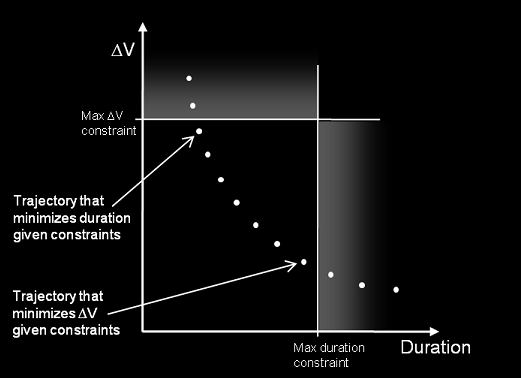 ΔV
Max ΔV
constraint
Trajectory that
minimizes duration
given constraints
Trajectory that
minimizes ΔV
given constraints
Max duration
constraint
Duration